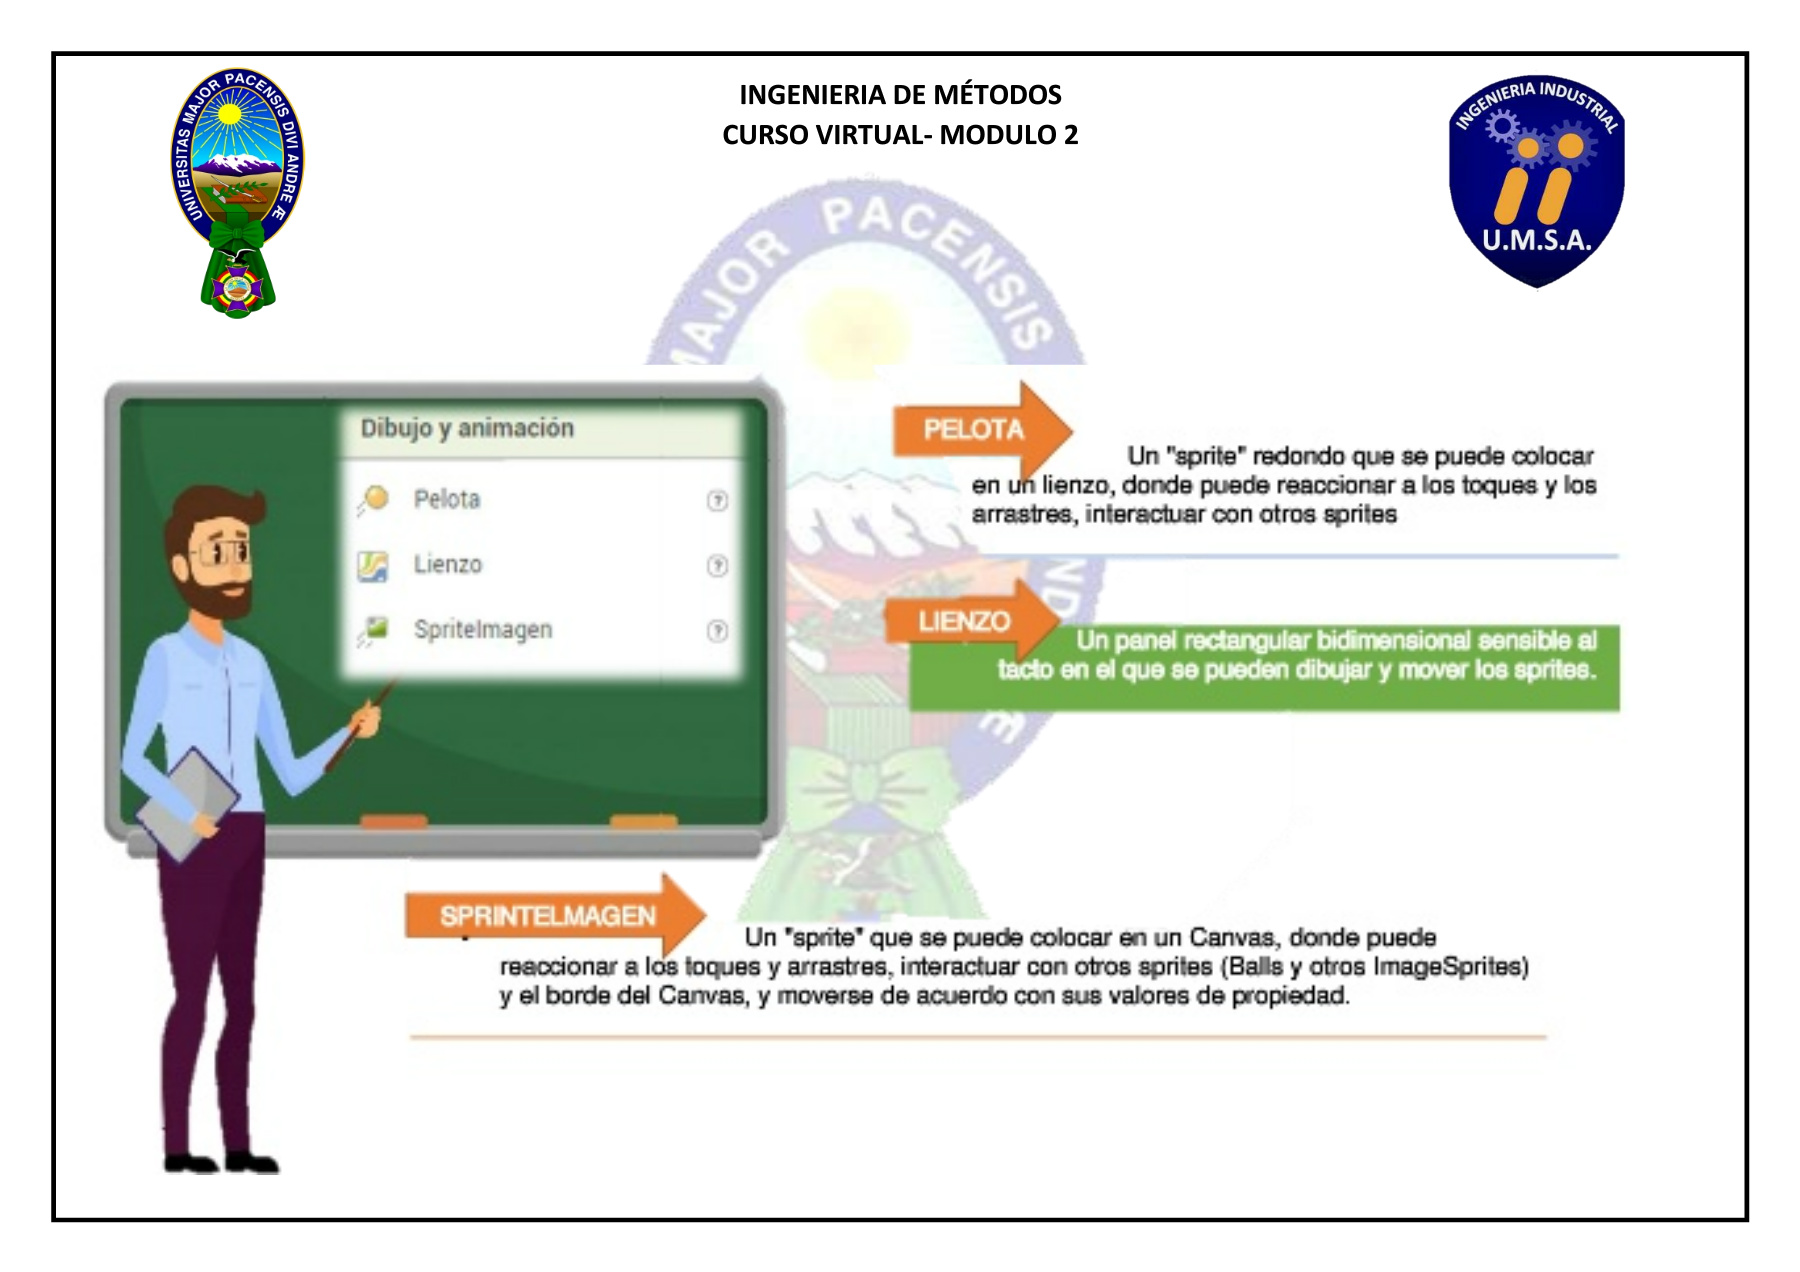 UNIVERSITAS MAJOR PACENSIS DIVI ANDRE Æ
INGENIERIA DE MÉTODOS
CURSO VIRTUAL- MODULO 2
INGENIERIA INDUSTRIAL
U.M.S.A.
MAJOR PACENSIS
ND
Æ
Dibujo y animación
Pelota ?
Lienzo ?
SpriteImagen ?
PELOTA
Un "sprite" redondo que se puede colocar
en un lienzo, donde puede reaccionar a los toques y los
arrastres, interactuar con otros sprites
LIENZO
Un panel rectangular bidimensional sensible al
tacto en el que se pueden dibujar y mover los sprites.
SPRINTELMAGEN
Un "sprite" que se puede colocar en un Canvas, donde puede
reaccionar a los toques y arrastres, interactuar con otros sprites (Balls y otros ImageSprites)
y el borde del Canvas, y moverse de acuerdo con sus valores de propiedad.